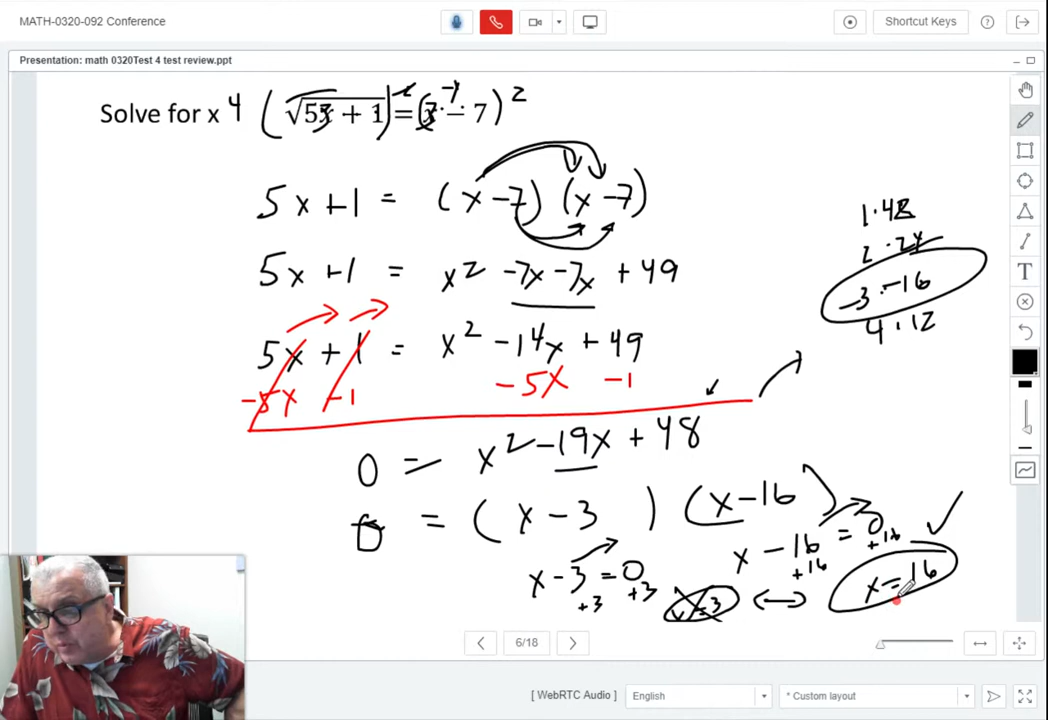 MATH-0320-092 Conference
Shortcut Keys
Presentation: math 0320Test 4 test review.ppt
Solve for x 4 (√5x + 1) = (x − 7)²
5x + 1 = (x − 7) (x − 7)
1·48
2·24
5x + 1 = x² − 7x − 7x + 49
−3·−16
4·12
5x + 1 = x² − 14x + 49
−5x −1 −5x −1
0 = x² − 19x + 48
0 = (x − 3) (x − 16)
x − 3 = 0
x − 16 = 0
+3 +3
+16 +16
x = 3
x = 16
6/18
[ WebRTC Audio ]
English
* Custom layout
T